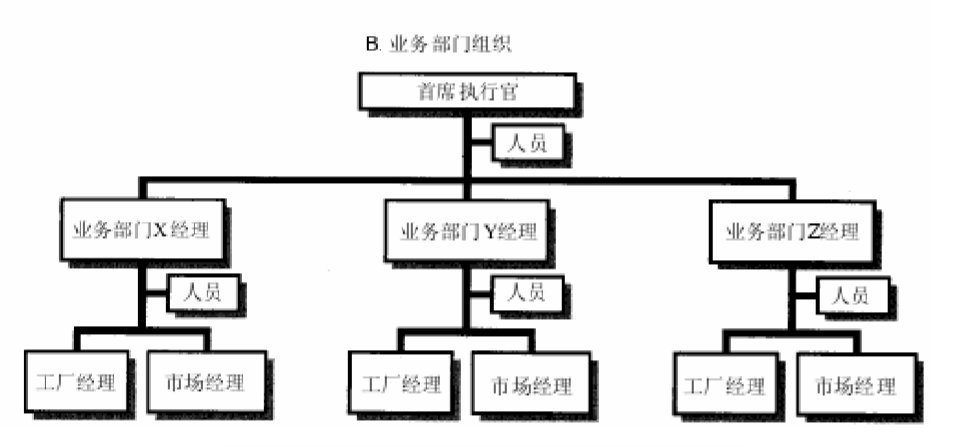 B. 业务部门组织
首席执行官
人员
业务部门X经理
业务部门Y经理
业务部门Z经理
人员
人员
人员
工厂经理
市场经理
工厂经理
市场经理
工厂经理
市场经理